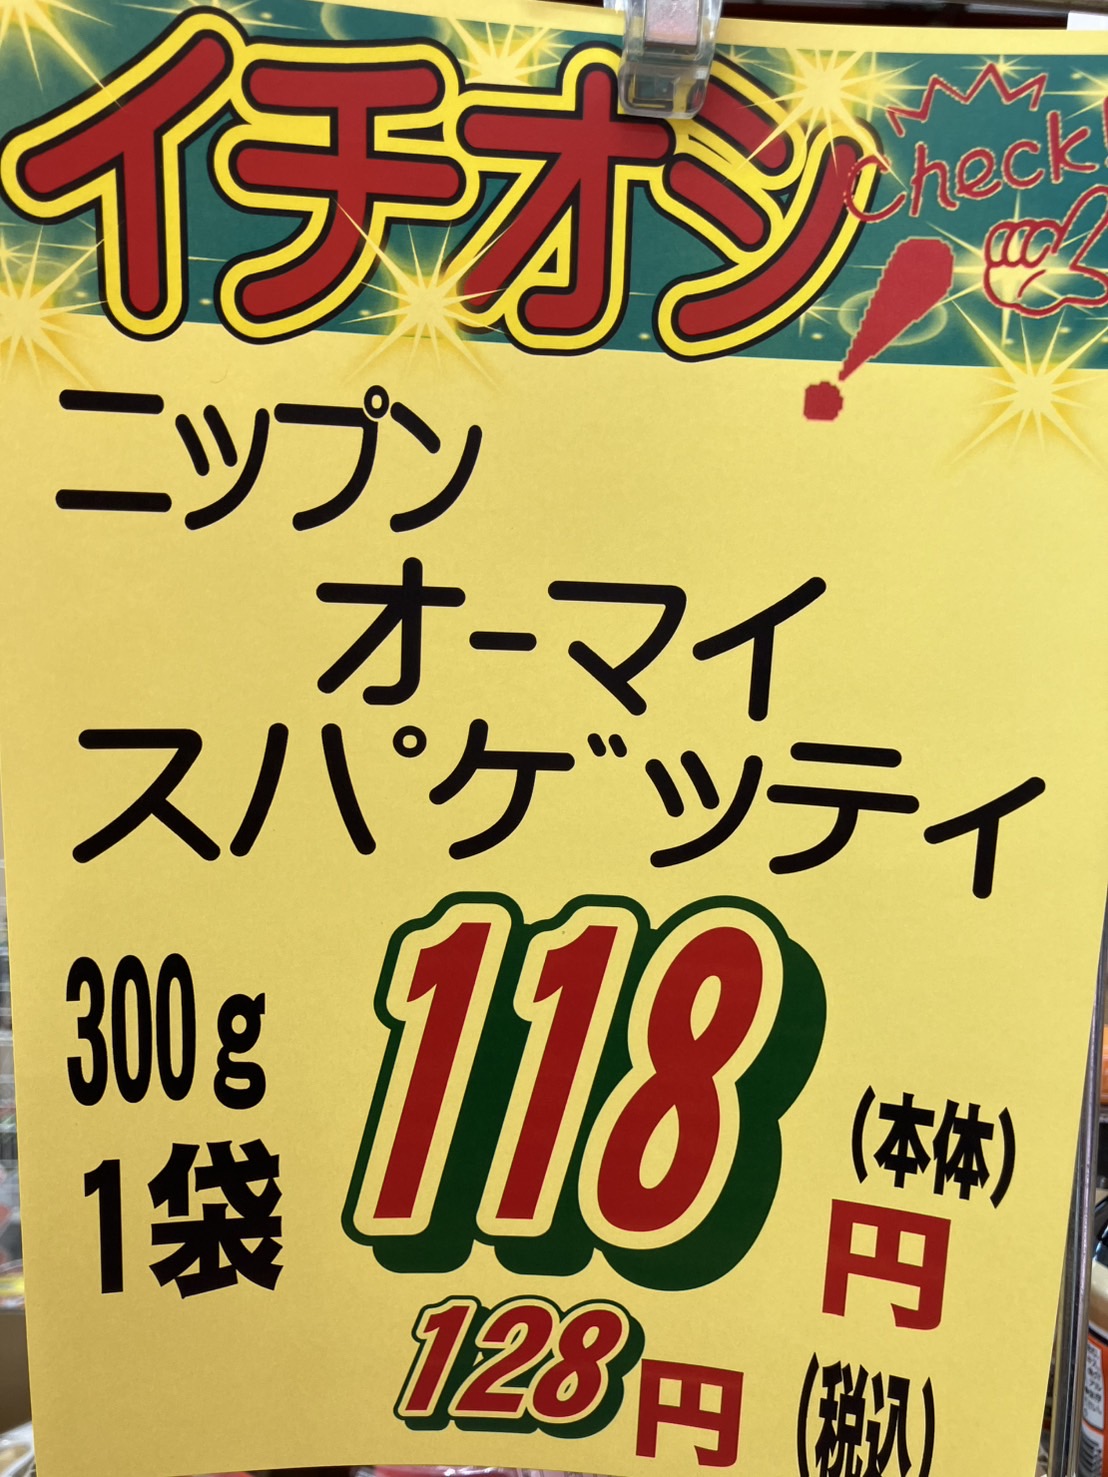 イチオシ
Check!
!
ニップン
オーマイ
スパゲッティ
300g
1袋
118
(本体)
円
128円
(税込)